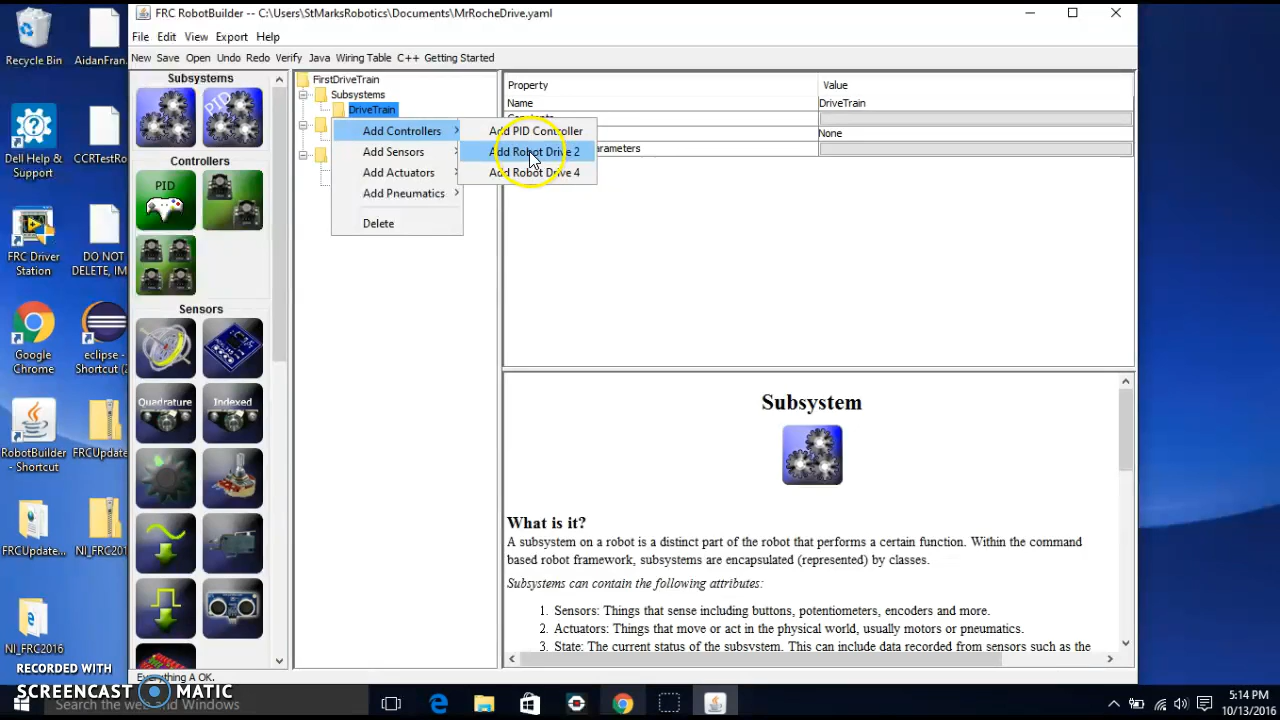 FRC RobotBuilder -- C:\Users\StMarksRobotics\Documents\MrRocheDrive.yaml
File Edit View Export Help
New Save Open Undo Redo Verify Java Wiring Table C++ Getting Started
Recycle Bin
AidanFran...
Dell Help & Support
CCRTestRo
FRC Driver Station
DO NOT DELETE, IM
Google Chrome
eclipse - Shortcut (2
RobotBuilder - Shortcut
FRCUpdate
FRCUpdate...
NI_FRC201
NI_FRC2016
Subsystems
PID
Controllers
PID
Sensors
Quadrature
Indexed
FirstDriveTrain
Subsystems
DriveTrain
Add Controllers
Add Sensors
Add Actuators
Add Pneumatics
Delete
Add PID Controller
Add Robot Drive 2
Add Robot Drive 4
Property Value
Name DriveTrain
None
arameters
Subsystem
What is it?
A subsystem on a robot is a distinct part of the robot that performs a certain function. Within the command
based robot framework, subsystems are encapsulated (represented) by classes.
Subsystems can contain the following attributes:
1. Sensors: Things that sense including buttons, potentiometers, encoders and more.
2. Actuators: Things that move or act in the physical world, usually motors or pneumatics.
3. State: The current status of the subsystem. This can include data recorded from sensors such as the
Everything A OK.
RECORDED WITH
SCREENCAST MATIC
Search the web and Windows
5:14 PM
10/13/2016